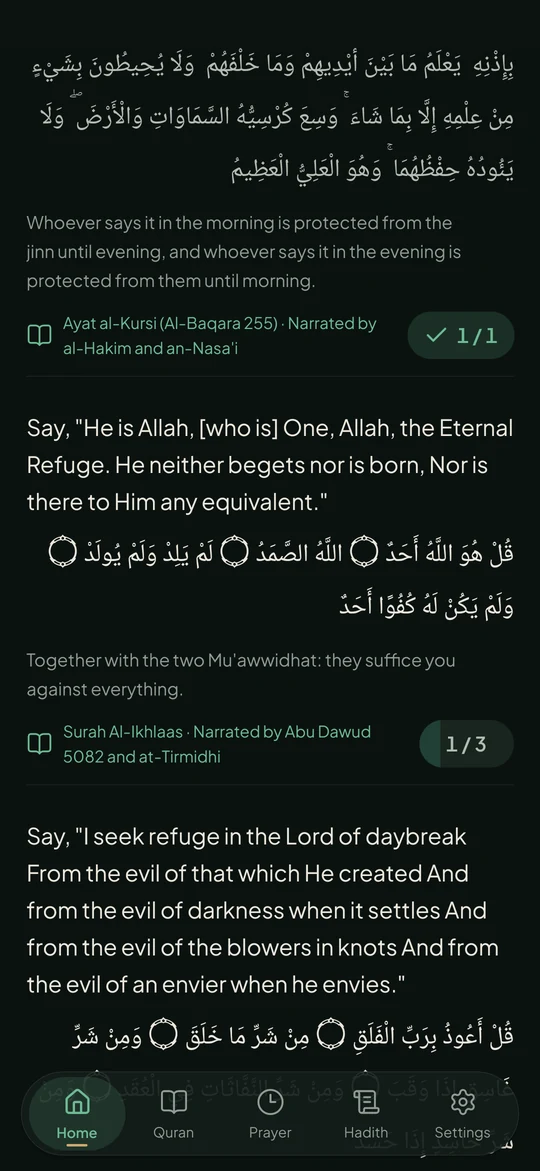 بِإِذْنِهِ ۚ يَعْلَمُ مَا بَيْنَ أَيْدِيهِمْ وَمَا خَلْفَهُمْ ۖ وَلَا يُحِيطُونَ بِشَيْءٍ
مِنْ عِلْمِهِ إِلَّا بِمَا شَاءَ ۚ وَسِعَ كُرْسِيُّهُ السَّمَاوَاتِ وَالْأَرْضَ ۖ وَلَا
يَئُودُهُ حِفْظُهُمَا ۚ وَهُوَ الْعَلِيُّ الْعَظِيمُ
Whoever says it in the morning is protected from the
jinn until evening, and whoever says it in the evening is
protected from them until morning.
Ayat al-Kursi (Al-Baqara 255) · Narrated by
al-Hakim and an-Nasa'i
1/1
Say, "He is Allah, [who is] One, Allah, the Eternal
Refuge. He neither begets nor is born, Nor is
there to Him any equivalent."
قُلْ هُوَ اللَّهُ أَحَدٌ ۝ اللَّهُ الصَّمَدُ ۝ لَمْ يَلِدْ وَلَمْ يُولَدْ ۝
وَلَمْ يَكُنْ لَهُ كُفُوًا أَحَدٌ
Together with the two Mu'awwidhat: they suffice you
against everything.
Surah Al-Ikhlaas · Narrated by Abu Dawud
5082 and at-Tirmidhi
1/3
Say, "I seek refuge in the Lord of daybreak
From the evil of that which He created And
from the evil of darkness when it settles And
from the evil of the blowers in knots And from
the evil of an envier when he envies."
قُلْ أَعُوذُ بِرَبِّ الْفَلَقِ ۝ مِنْ شَرِّ مَا خَلَقَ ۝ وَمِنْ شَرِّ
غَاسِقٍ إِذَا وَقَبَ ۝ وَمِنْ شَرِّ النَّفَّاثَاتِ فِي الْعُقَدِ ۝ وَمِنْ
شَرِّ حَاسِدٍ إِذَا حَسَدَ
Home
Quran
Prayer
Hadith
Settings